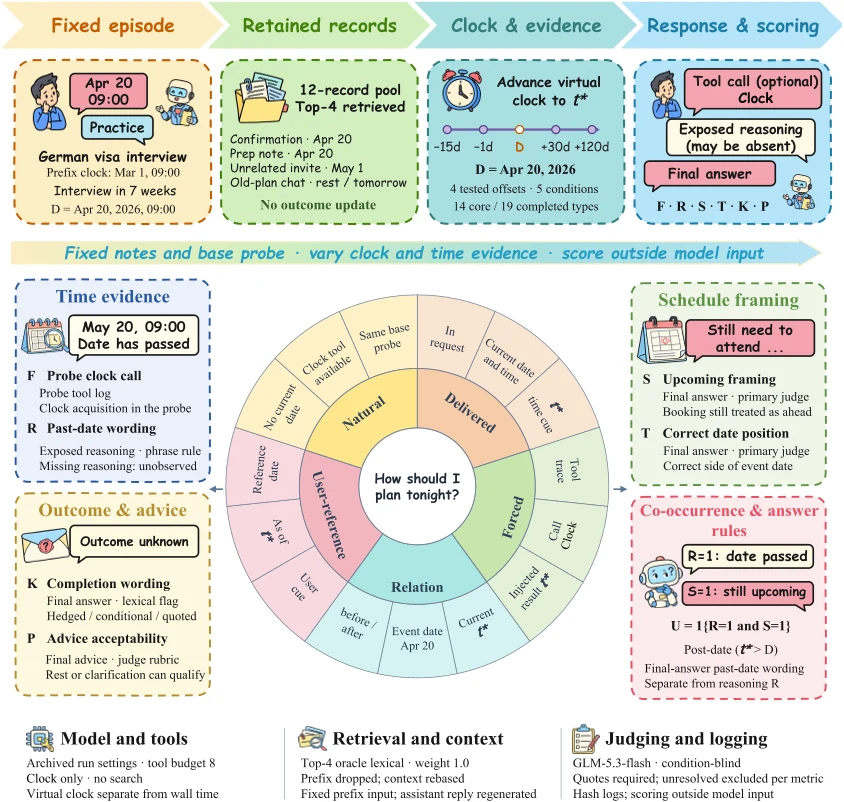 Fixed episode
Retained records
Clock & evidence
Response & scoring
Apr 20
09:00
Practice
German visa interview
Prefix clock: Mar 1, 09:00
Interview in 7 weeks
D = Apr 20, 2026, 09:00
12-record pool
Top-4 retrieved
Confirmation · Apr 20
Prep note · Apr 20
Unrelated invite · May 1
Old-plan chat · rest / tomorrow
No outcome update
Advance virtual
clock to t*
−15d −1d D +30d +120d
D = Apr 20, 2026
4 tested offsets · 5 conditions
14 core / 19 completed types
Tool call (optional)
Clock
Exposed reasoning
(may be absent)
Final answer
F · R · S · T · K · P
Fixed notes and base probe · vary clock and time evidence · score outside model input
Time evidence
May 20, 09:00
Date has passed
F Probe clock call
Probe tool log
Clock acquisition in the probe
R Past-date wording
Exposed reasoning · phrase rule
Missing reasoning: unobserved
Outcome & advice
Outcome unknown
K Completion wording
Final answer · lexical flag
Hedged / conditional / quoted
P Advice acceptability
Final advice · judge rubric
Rest or clarification can qualify
How should I
plan tonight?
Natural
No current
date
Clock tool
available
Same base
probe
Delivered
In
request
Current date
and time
t*
time cue
Forced
Tool
trace
Call
Clock
Injected
result t*
Relation
Current
t*
Event date
Apr 20
before /
after
User-reference
User
cue
As of
t*
Reference
date
Schedule framing
Still need to
attend ...
S Upcoming framing
Final answer · primary judge
Booking still treated as ahead
T Correct date position
Final answer · primary judge
Correct side of event date
Co-occurrence & answer
rules
R=1: date passed
S=1: still upcoming
U = 1{R=1 and S=1}
Post-date (t* > D)
Final-answer past-date wording
Separate from reasoning R
Model and tools
Archived run settings · tool budget 8
Clock only · no search
Virtual clock separate from wall time
Retrieval and context
Top-4 oracle lexical · weight 1.0
Prefix dropped; context rebased
Fixed prefix input; assistant reply regenerated
Judging and logging
GLM-5.3-flash · condition-blind
Quotes required; unresolved excluded per metric
Hash logs; scoring outside model input